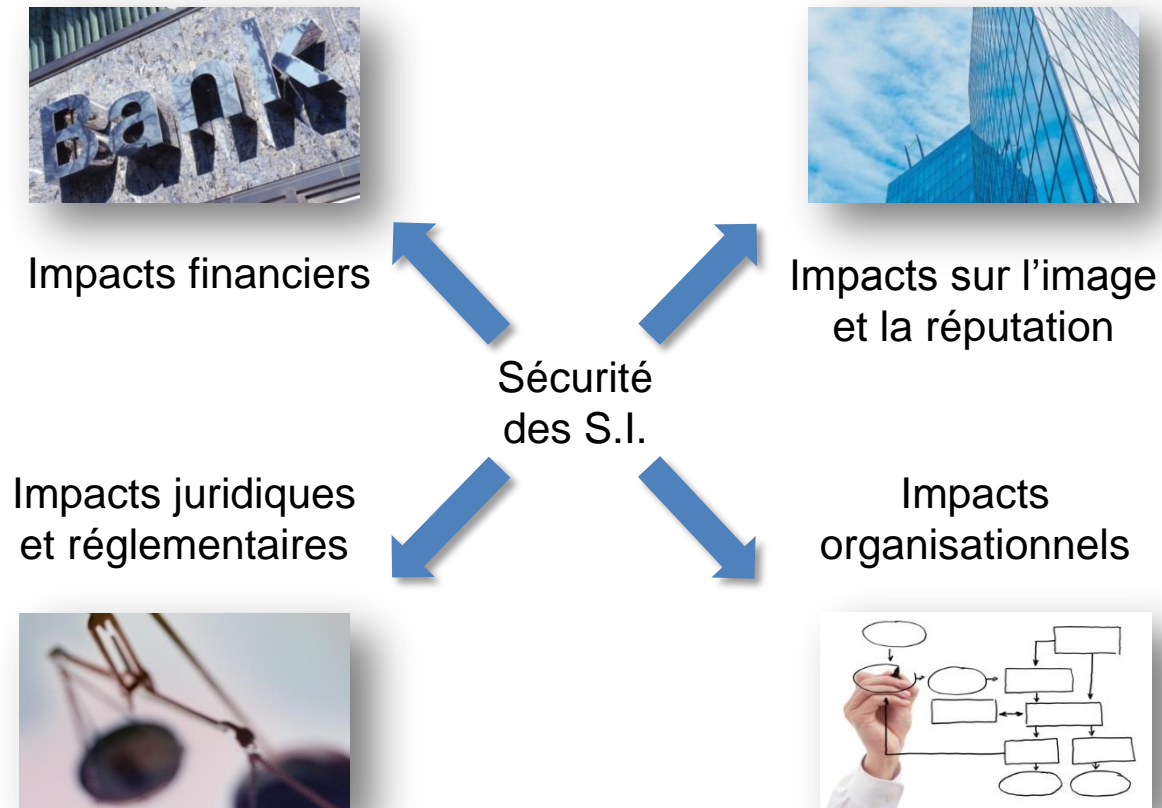 Bank
Impacts financiers
Impacts sur l’image
et la réputation
Sécurité
des S.I.
Impacts juridiques
et réglementaires
Impacts
organisationnels